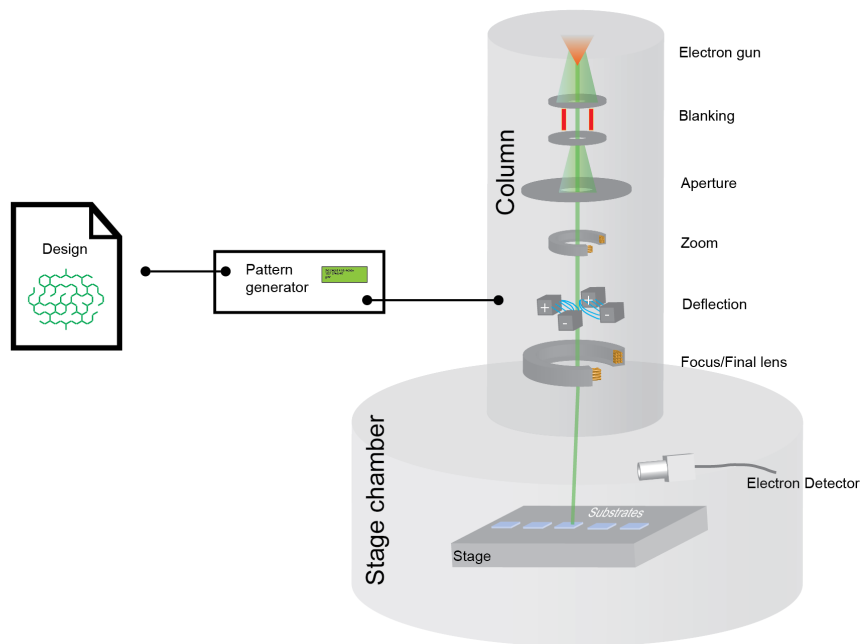 Electron gun
Blanking
Column
Aperture
Zoom
Design
Pattern
generator
Deflection
+
+
-
-
Focus/Final lens
Stage chamber
Electron Detector
Substrates
Stage